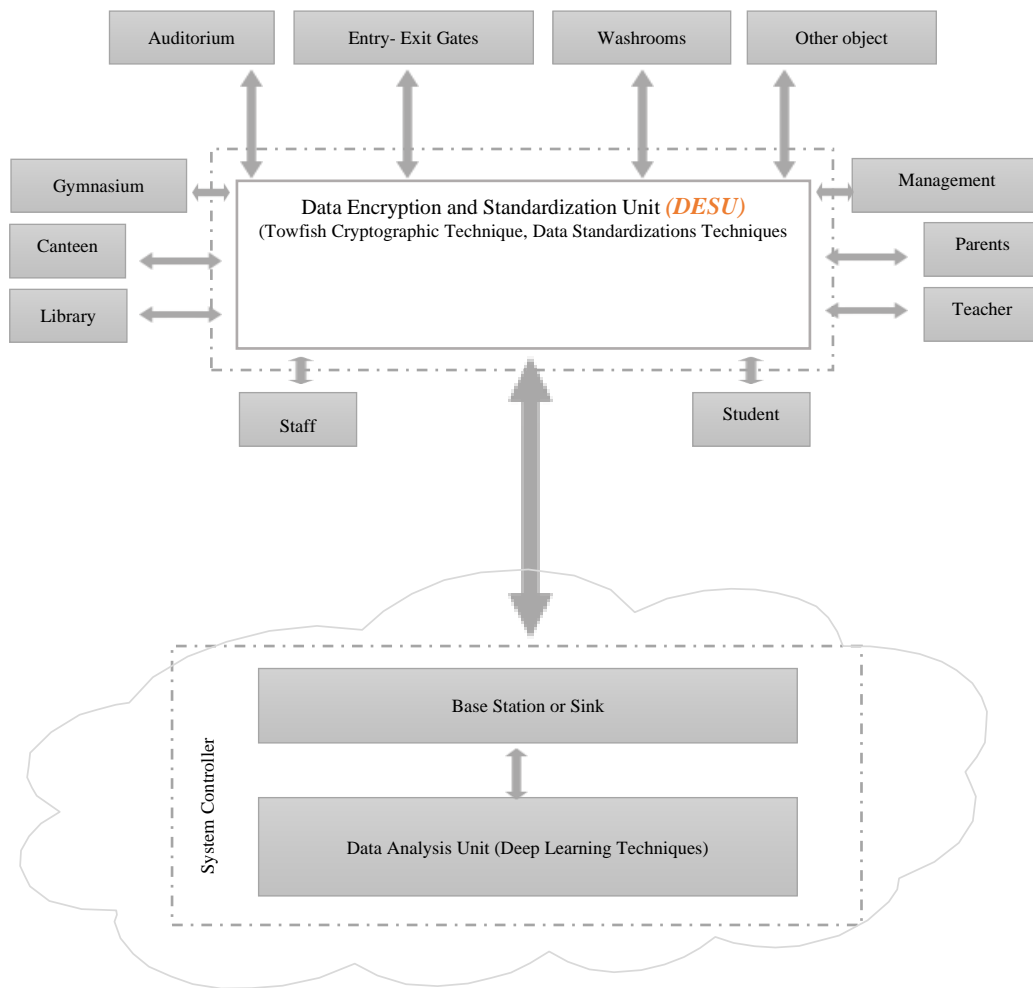 Auditorium
Entry- Exit Gates
Washrooms
Other object
Gymnasium
Management
Data Encryption and Standardization Unit (DESU)
(Towfish Cryptographic Technique, Data Standardizations Techniques
Canteen
Parents
Library
Teacher
Staff
Student
Base Station or Sink
System Controller
Data Analysis Unit (Deep Learning Techniques)